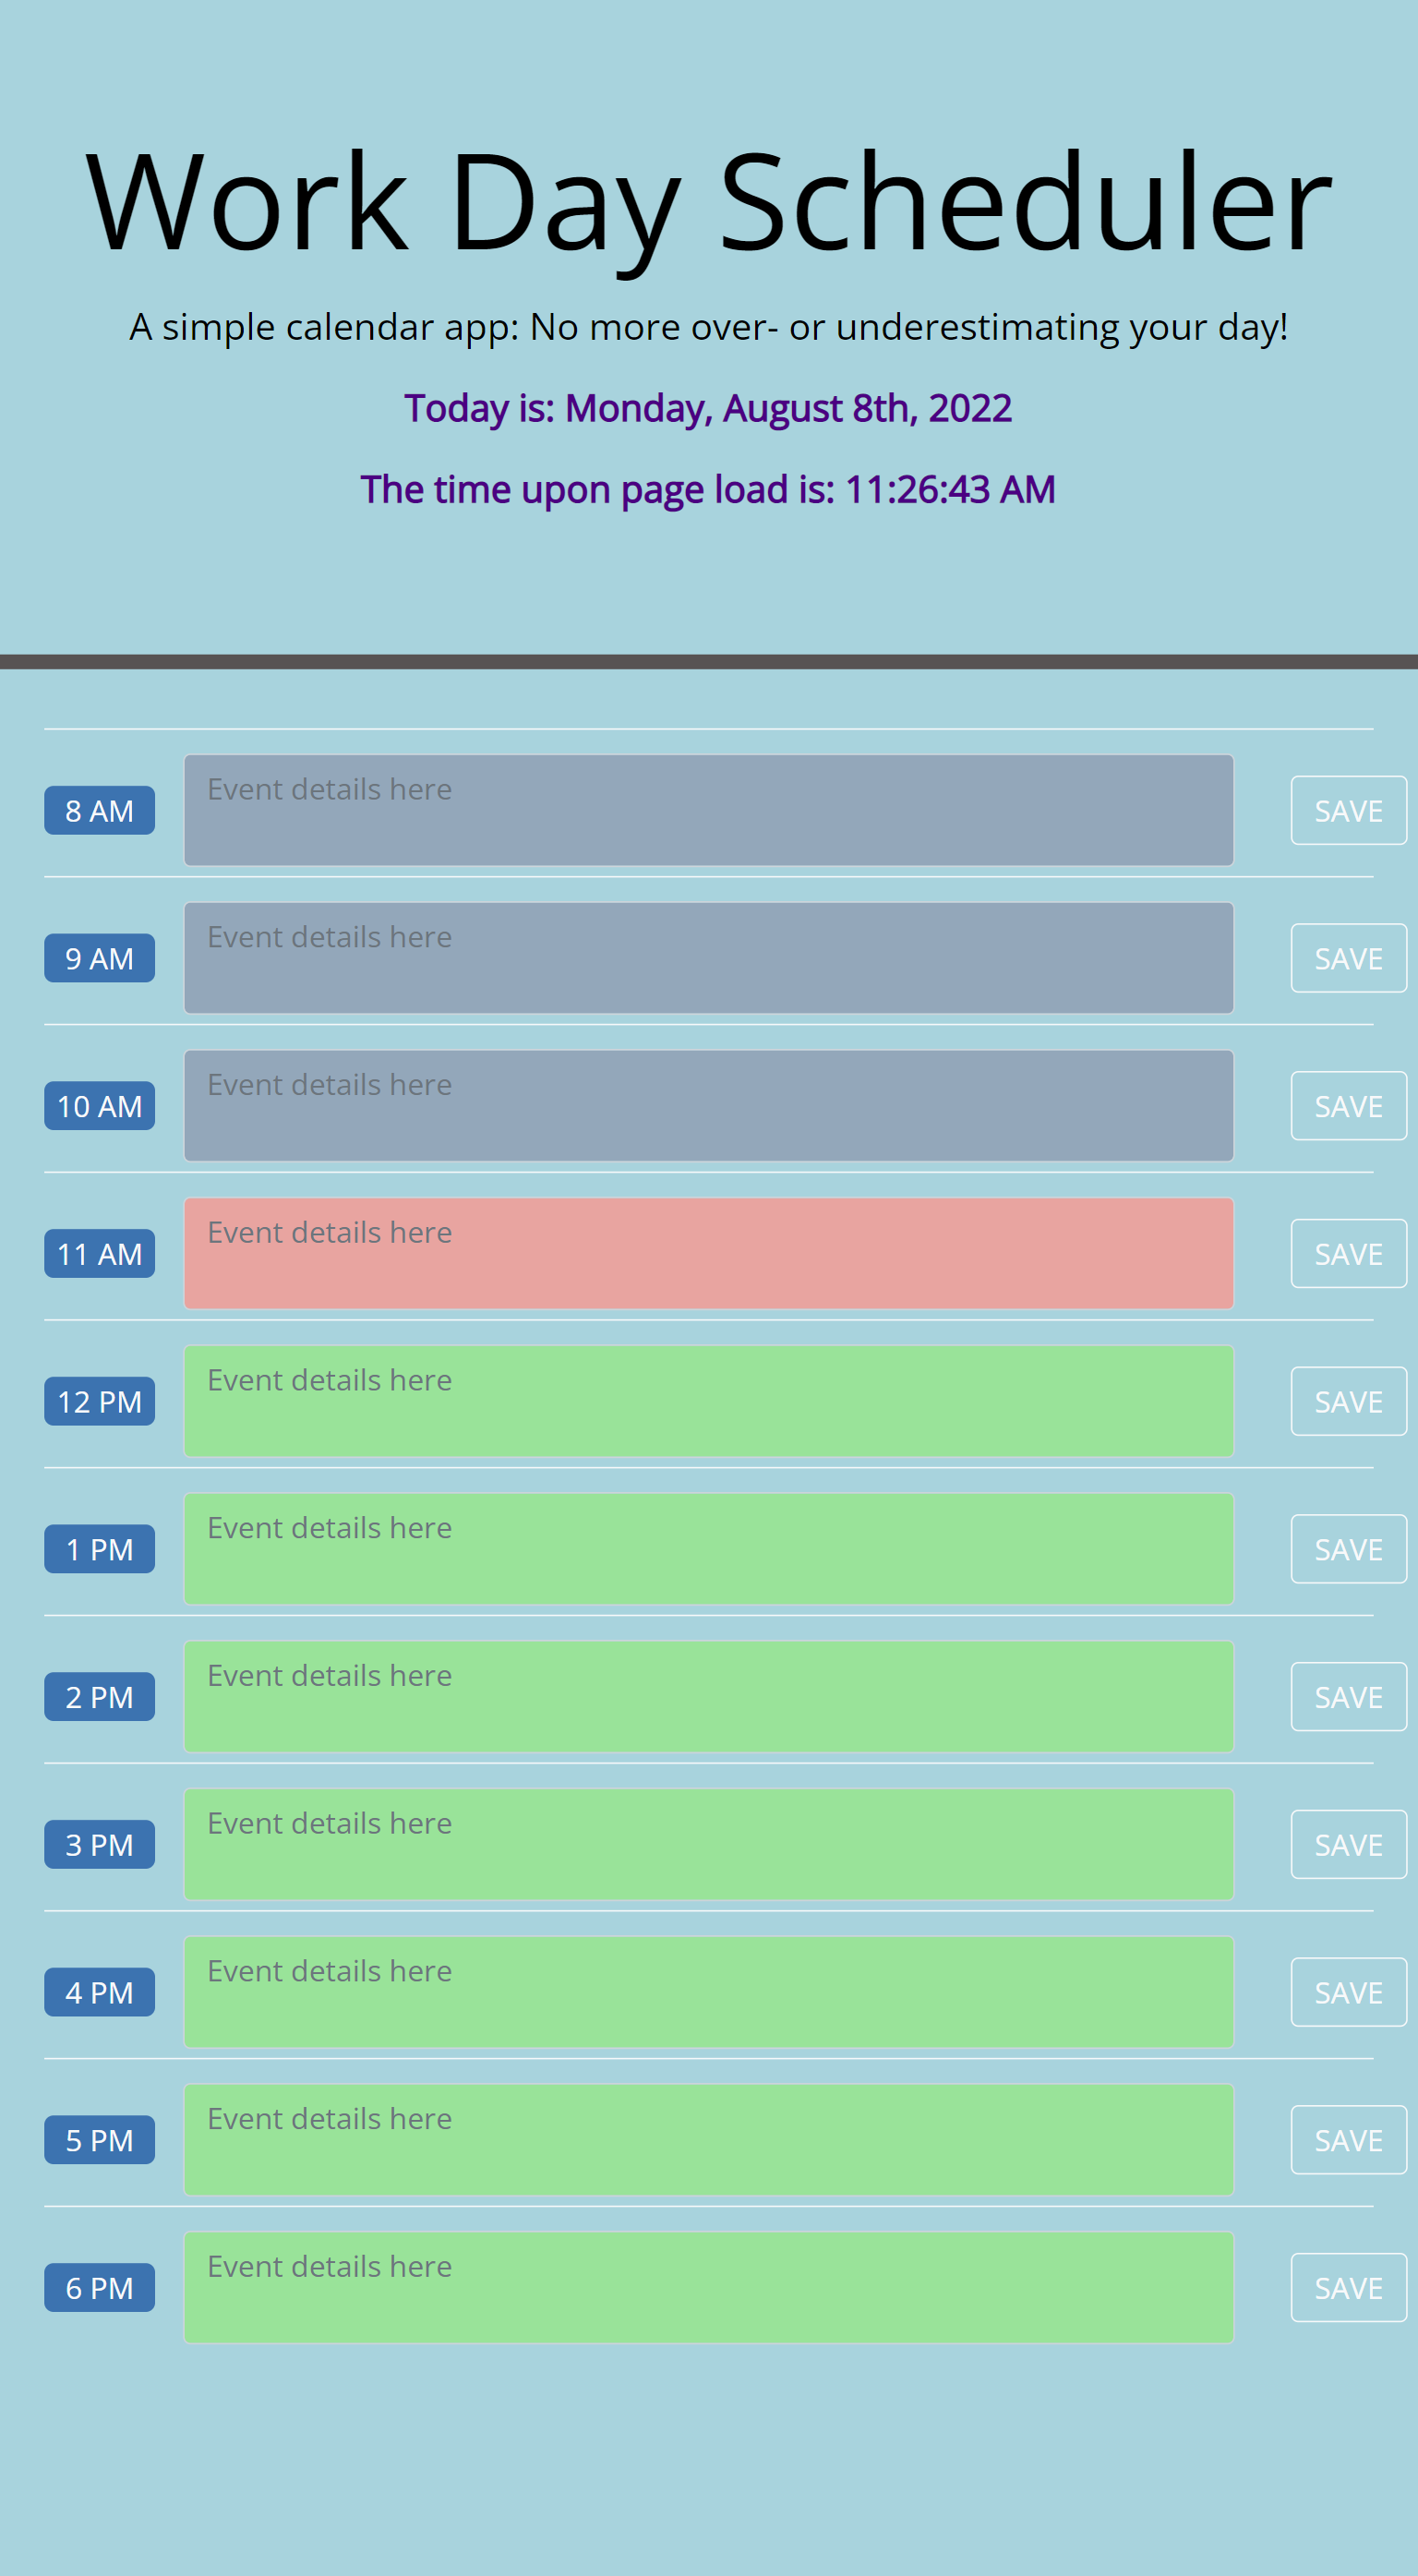 Work Day Scheduler
A simple calendar app: No more over- or underestimating your day!
Today is: Monday, August 8th, 2022
The time upon page load is: 11:26:43 AM
8 AM Event details here SAVE
9 AM Event details here SAVE
10 AM Event details here SAVE
11 AM Event details here SAVE
12 PM Event details here SAVE
1 PM Event details here SAVE
2 PM Event details here SAVE
3 PM Event details here SAVE
4 PM Event details here SAVE
5 PM Event details here SAVE
6 PM Event details here SAVE